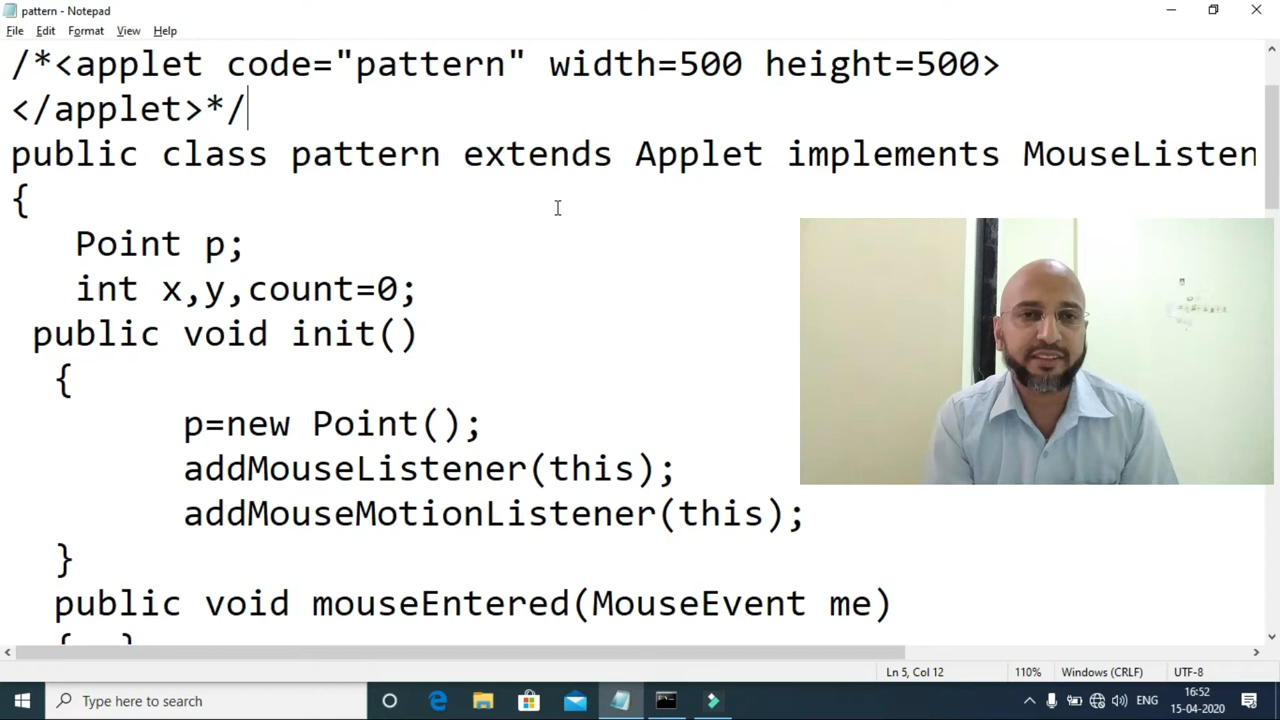 pattern - Notepad
File Edit Format View Help
/*<applet code="pattern" width=500 height=500>
</applet>*/
public class pattern extends Applet implements MouseListen
{
Point p;
int x,y,count=0;
public void init()
{
p=new Point();
addMouseListener(this);
addMouseMotionListener(this);
}
public void mouseEntered(MouseEvent me)
{ }
Ln 5, Col 12 110% Windows (CRLF) UTF-8
Type here to search
ENG
16:52
15-04-2020